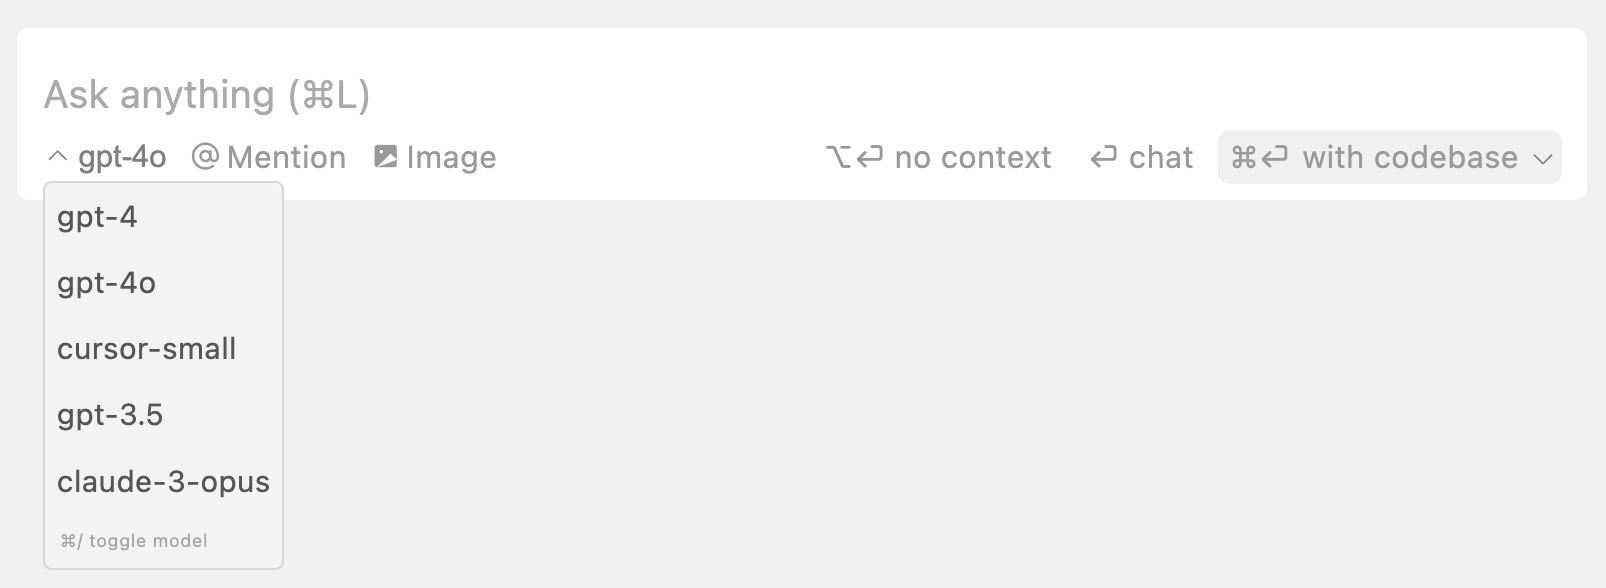 Ask anything (⌘L)
gpt-4o @ Mention Image ⌥⏎ no context ⏎ chat ⌘⏎ with codebase
gpt-4
gpt-4o
cursor-small
gpt-3.5
claude-3-opus
⌘/ toggle model